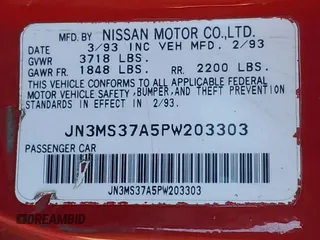 MFD.BY NISSAN MOTOR CO.,LTD.
DATE 3/93 INC VEH MFD. 2/93
GVWR 3718 LBS.
GAWR FR. 1848 LBS. RR. 2200 LBS.
THIS VEHICLE CONFORMS TO ALL APPLICABLE FEDERAL
MOTOR VEHICLE SAFETY, BUMPER, AND THEFT PREVENTION
STANDARDS IN EFFECT IN 2/93.
JN3MS37A5PW203303
PASSENGER CAR
JN3MS37A5PW203303
DREAMBID